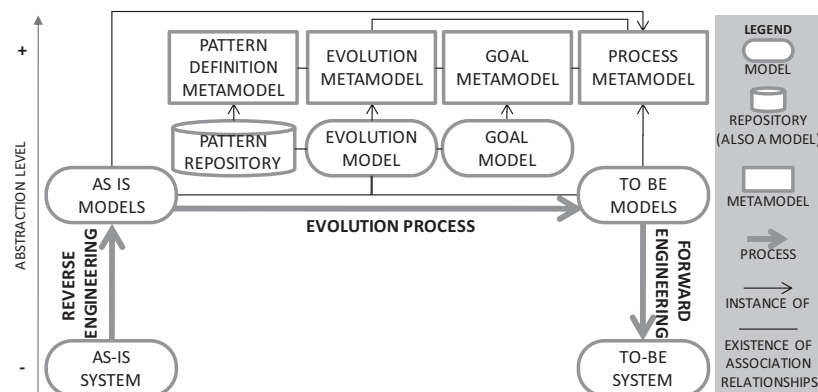 +
ABSTRACTION LEVEL
-
PATTERN
DEFINITION
METAMODEL
EVOLUTION
METAMODEL
GOAL
METAMODEL
PROCESS
METAMODEL
PATTERN
REPOSITORY
EVOLUTION
MODEL
GOAL
MODEL
AS IS
MODELS
TO BE
MODELS
EVOLUTION PROCESS
REVERSE
ENGINEERING
FORWARD
ENGINEERING
AS-IS
SYSTEM
TO-BE
SYSTEM
LEGEND
MODEL
REPOSITORY
(ALSO A MODEL)
METAMODEL
PROCESS
INSTANCE OF
EXISTENCE OF
ASSOCIATION
RELATIONSHIPS